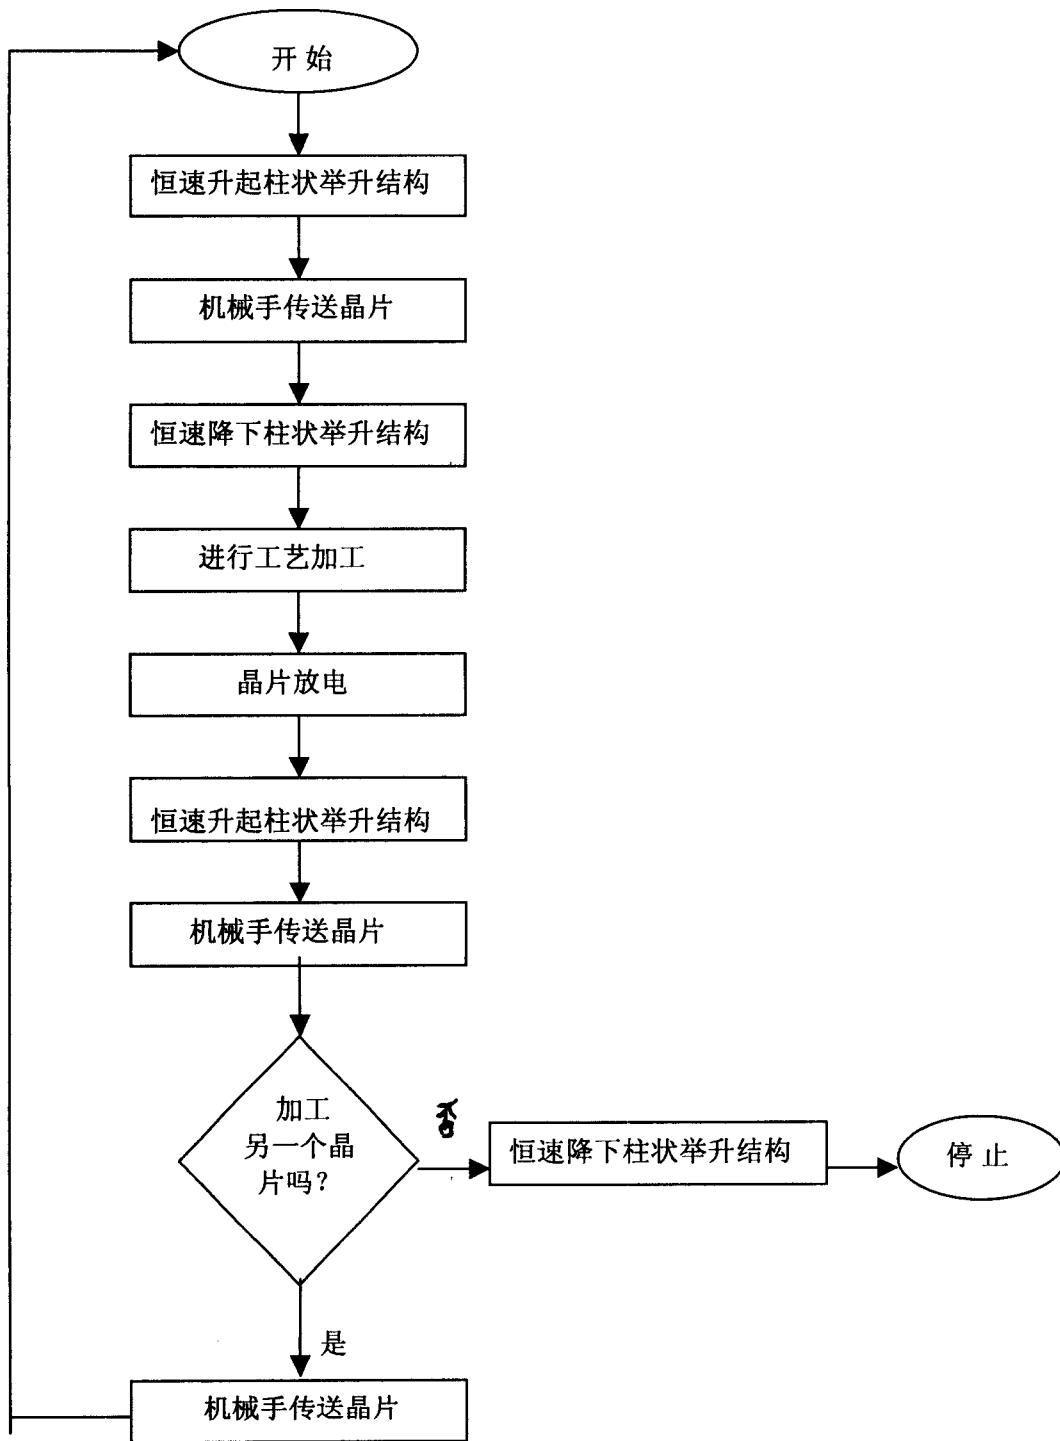 开 始
恒速升起柱状举升结构
机械手传送晶片
恒速降下柱状举升结构
进行工艺加工
晶片放电
恒速升起柱状举升结构
机械手传送晶片
加工
另一个晶
片吗？
否
恒速降下柱状举升结构
停 止
是
机械手传送晶片